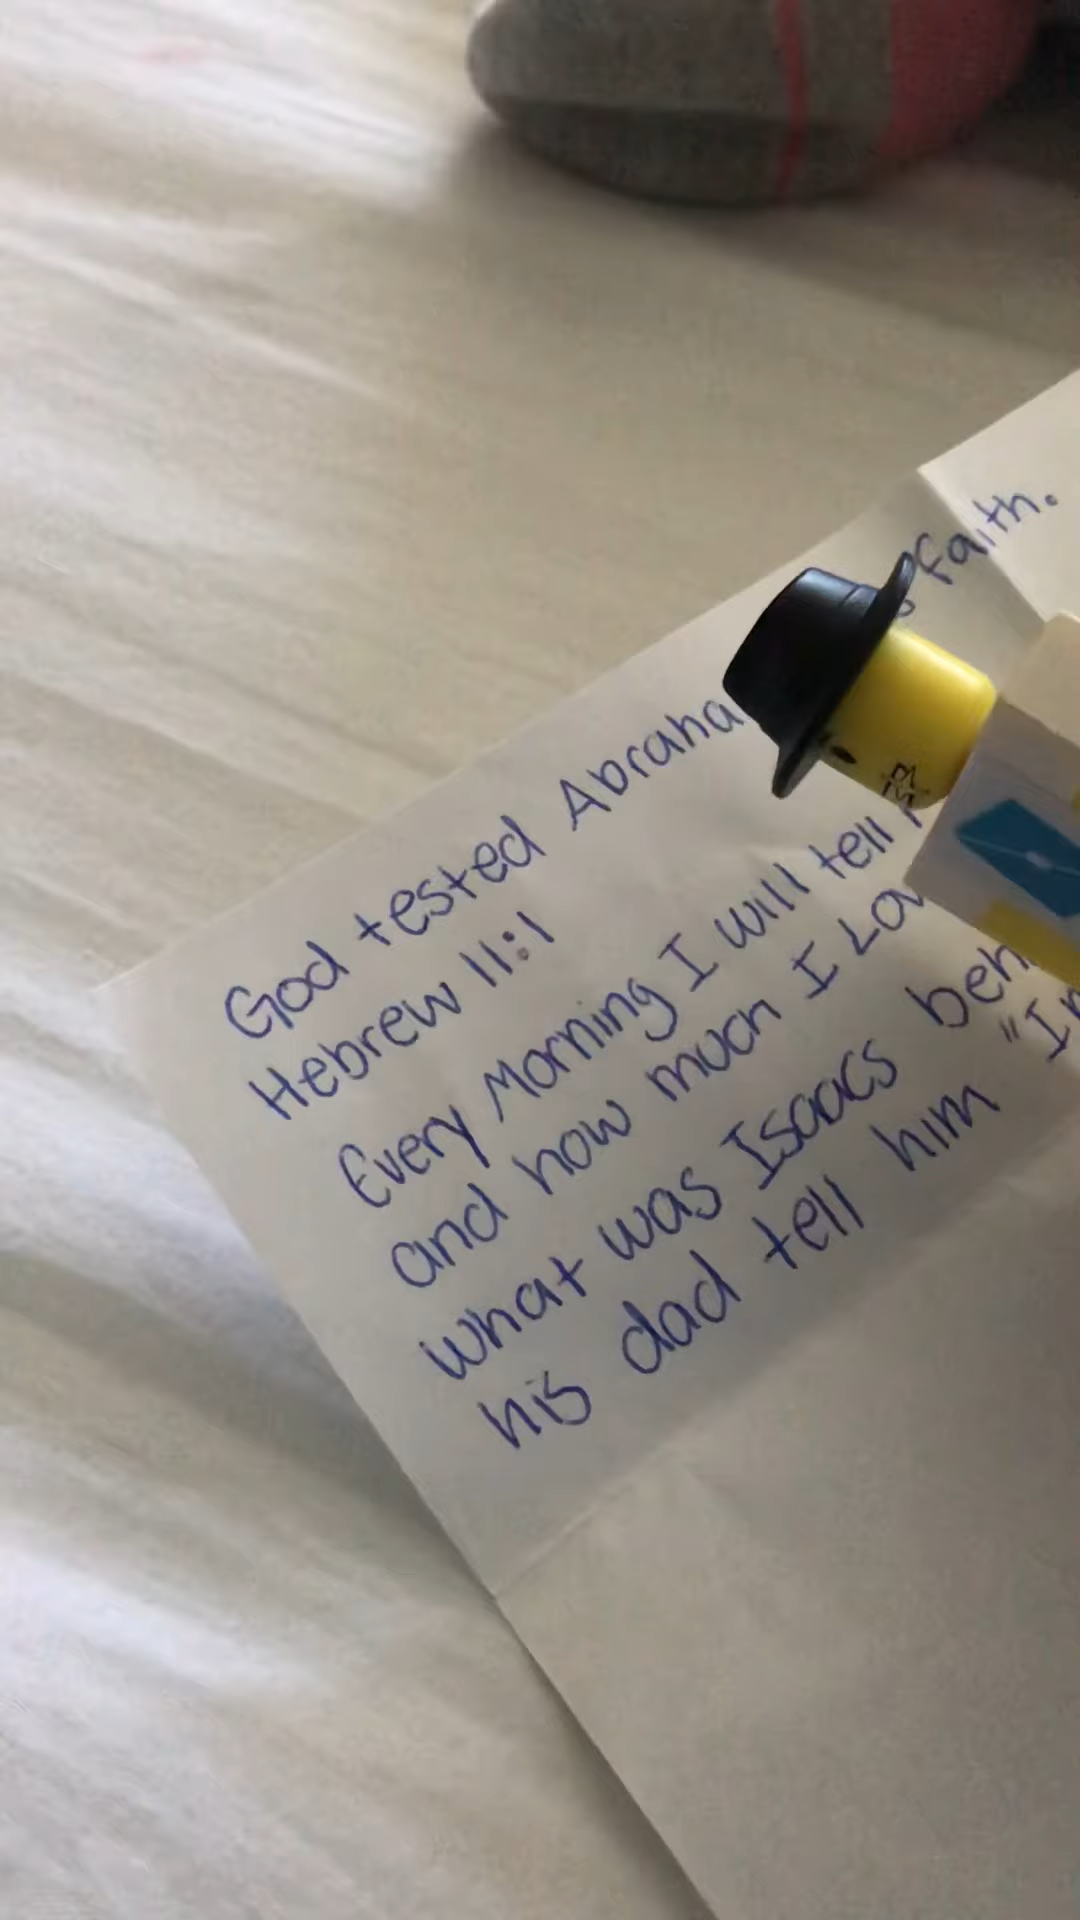 God tested Abraha faith.
Hebrew 11:1
Every Morning I will tell
and how much I Lov
what was Isaacs beh
his dad tell him "I